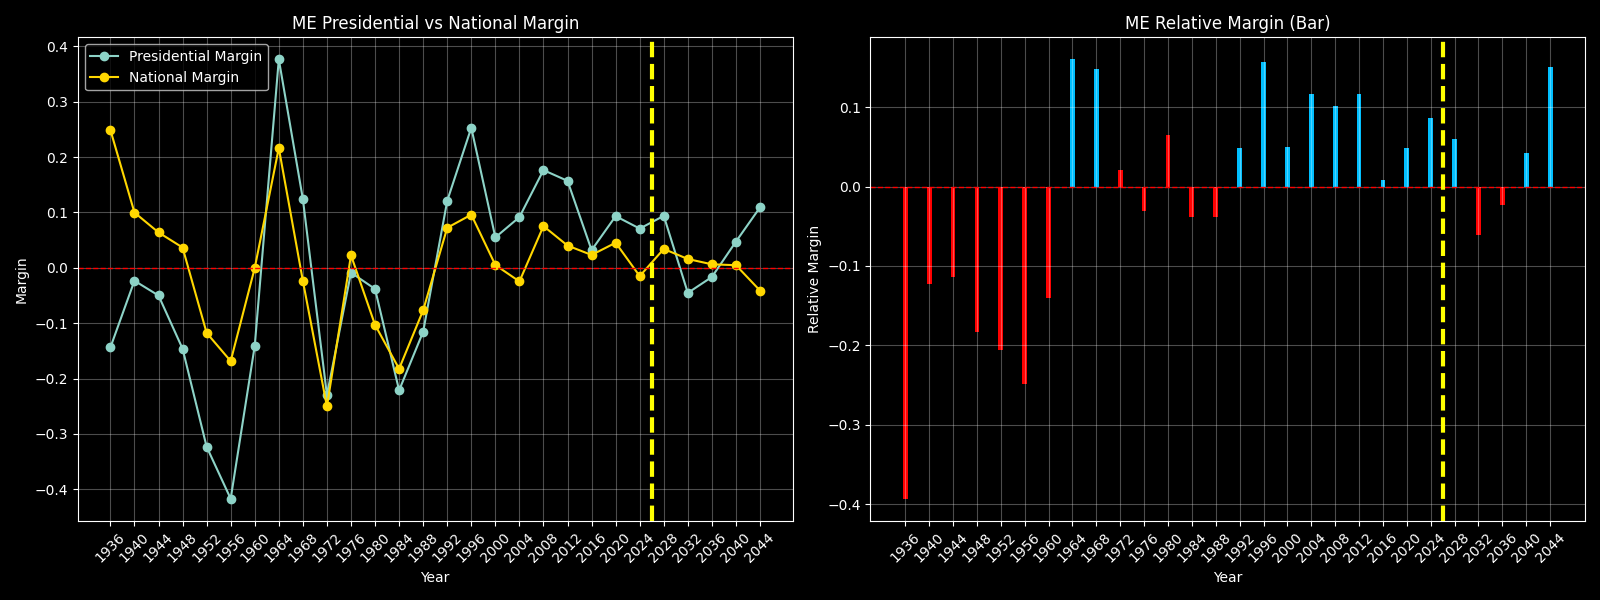 ME Presidential vs National Margin
Presidential Margin
National Margin
0.4
0.3
0.2
0.1
0.0
−0.1
−0.2
−0.3
−0.4
Margin
1936 1940 1944 1948 1952 1956 1960 1964 1968 1972 1976 1980 1984 1988 1992 1996 2000 2004 2008 2012 2016 2020 2024 2028 2032 2036 2040 2044
Year
ME Relative Margin (Bar)
0.1
0.0
−0.1
−0.2
−0.3
−0.4
Relative Margin
1936 1940 1944 1948 1952 1956 1960 1964 1968 1972 1976 1980 1984 1988 1992 1996 2000 2004 2008 2012 2016 2020 2024 2028 2032 2036 2040 2044
Year